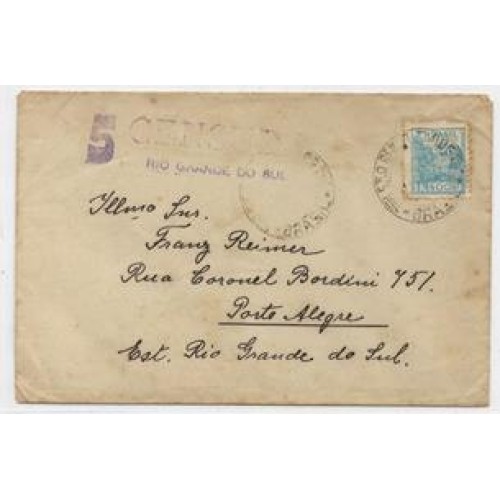 5 CENSOR
RIO GRANDE DO SUL
BRASIL
Illmo Snr.
Franz Reimer
Rua Coronel Bordini 751.
Porto Alegre
Est. Rio Grande do Sul.